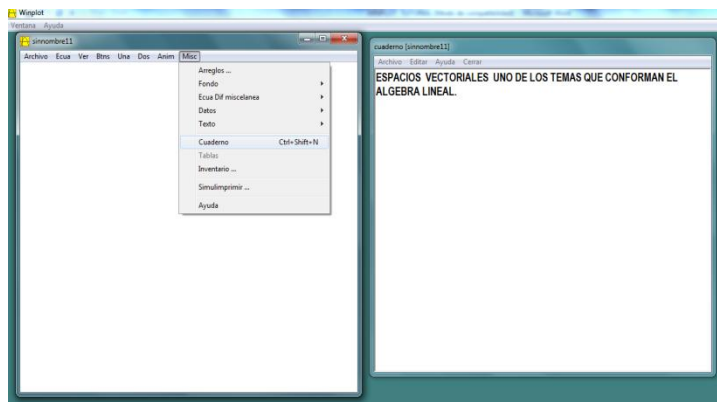 Winplot
Ventana Ayuda
sinnombre11
Archivo Ecua Ver Btns Una Dos Anim Misc
Arreglos ...
Fondo
Ecua Dif miscelanea
Datos
Texto
Cuaderno Ctrl+Shift+N
Tablas
Inventario ...
Simulimprimir ...
Ayuda
cuaderno [sinnombre11]
Archivo Editar Ayuda Cerrar
ESPACIOS VECTORIALES UNO DE LOS TEMAS QUE CONFORMAN EL
ALGEBRA LINEAL.